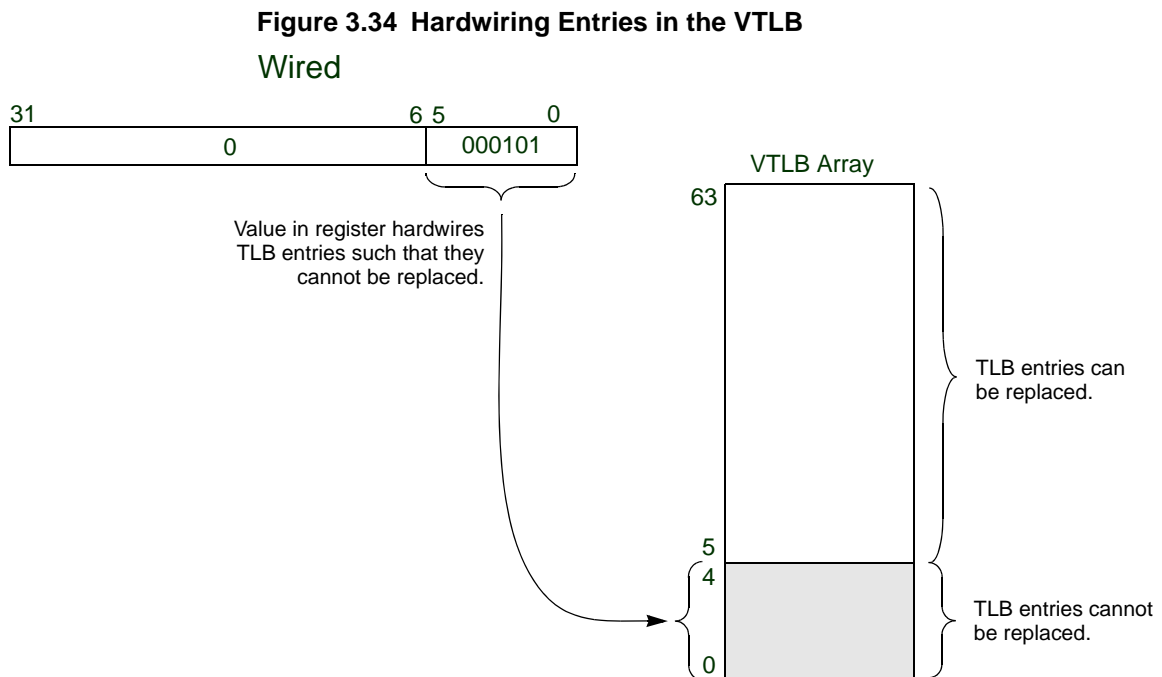 Figure 3.34 Hardwiring Entries in the VTLB
Wired
31 6 5 0
0 000101
Value in register hardwires
TLB entries such that they
cannot be replaced.
VTLB Array
63
TLB entries can
be replaced.
5
4
TLB entries cannot
be replaced.
0